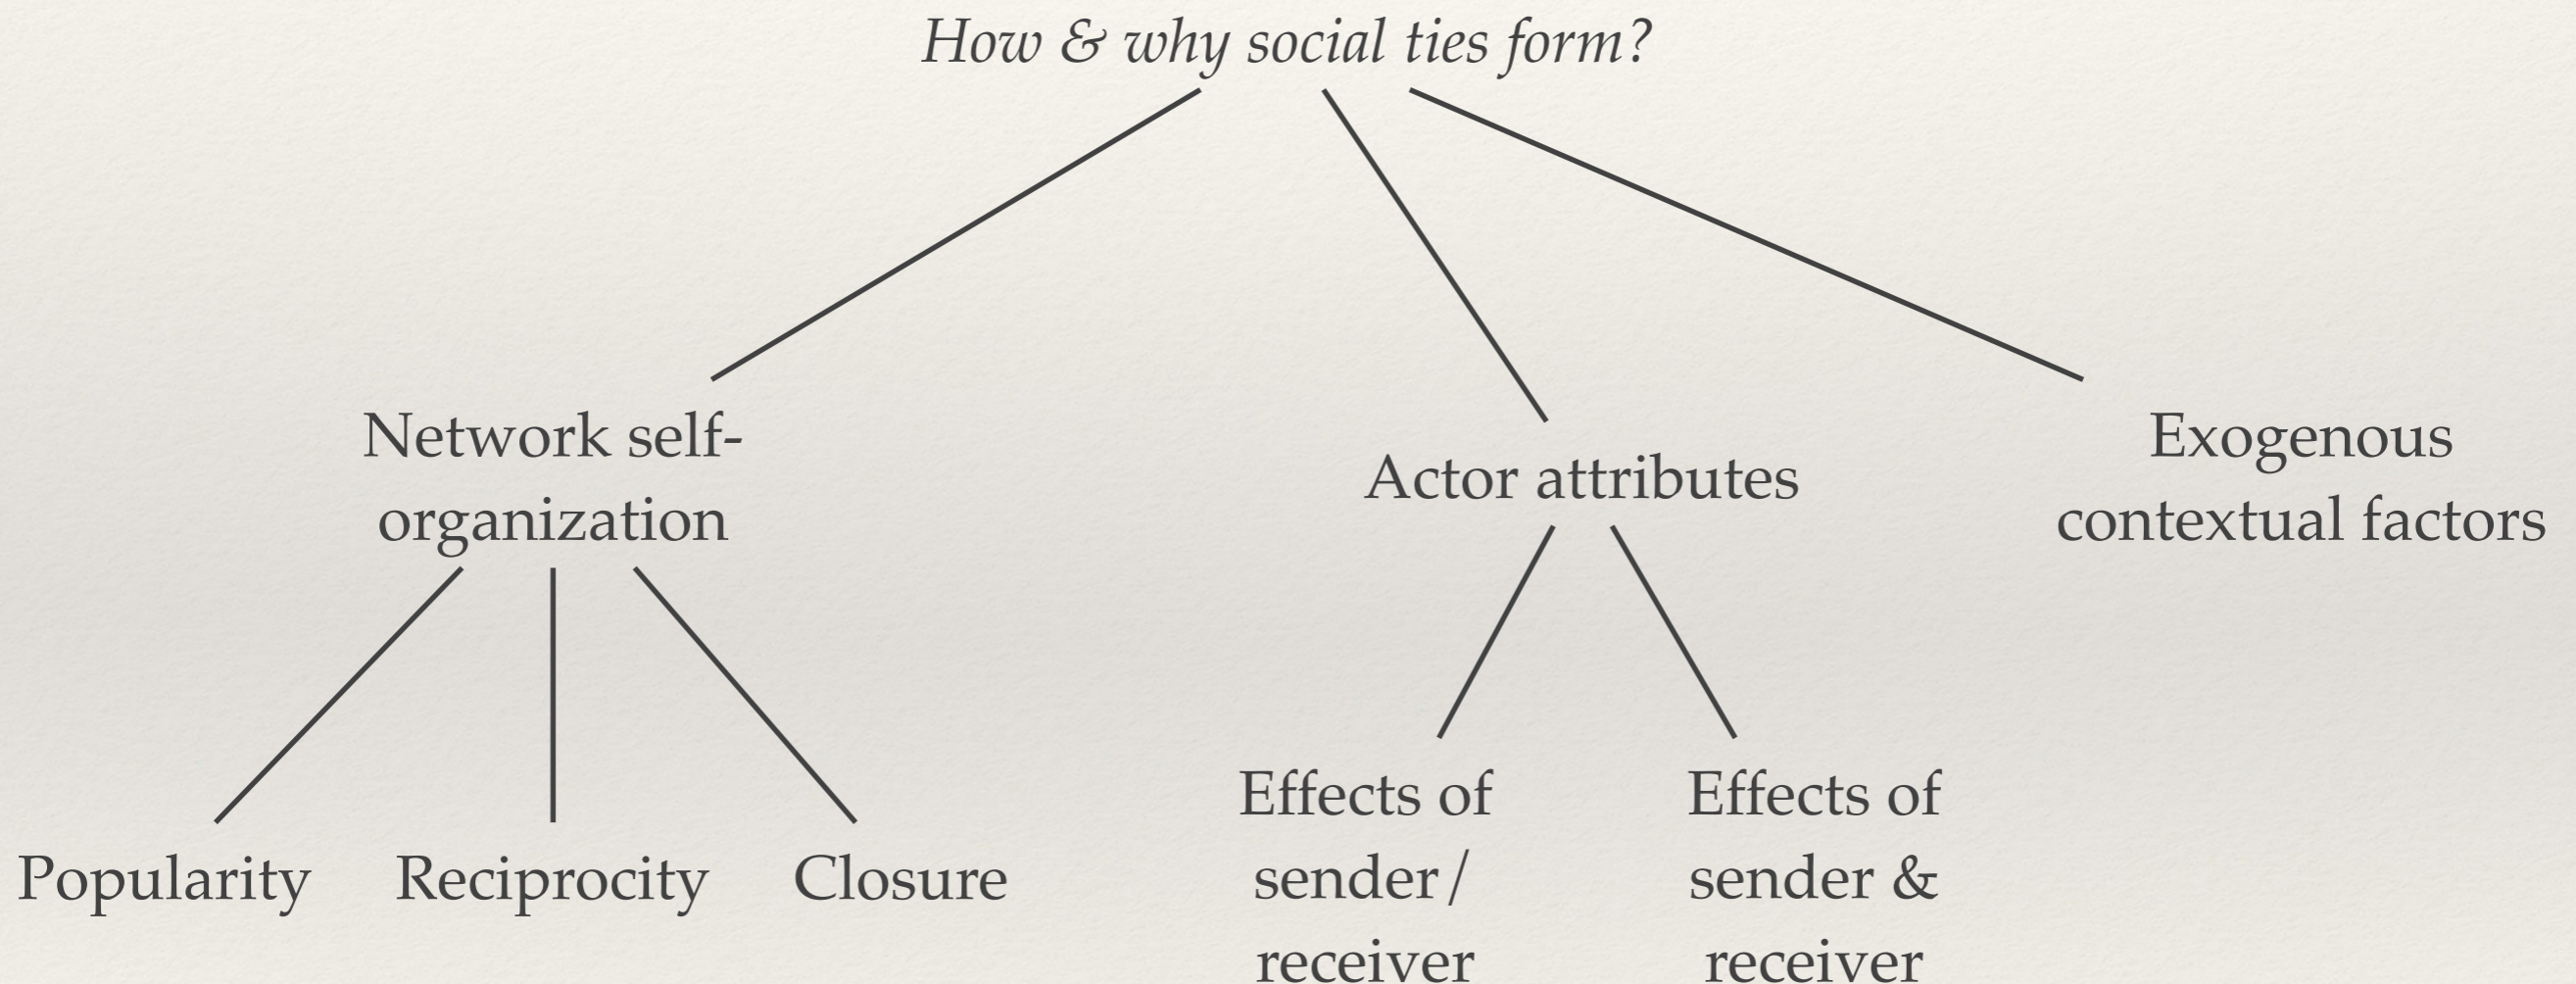 How & why social ties form?
Network self-
organization
Actor attributes
Exogenous
contextual factors
Popularity
Reciprocity
Closure
Effects of
sender/
receiver
Effects of
sender &
receiver